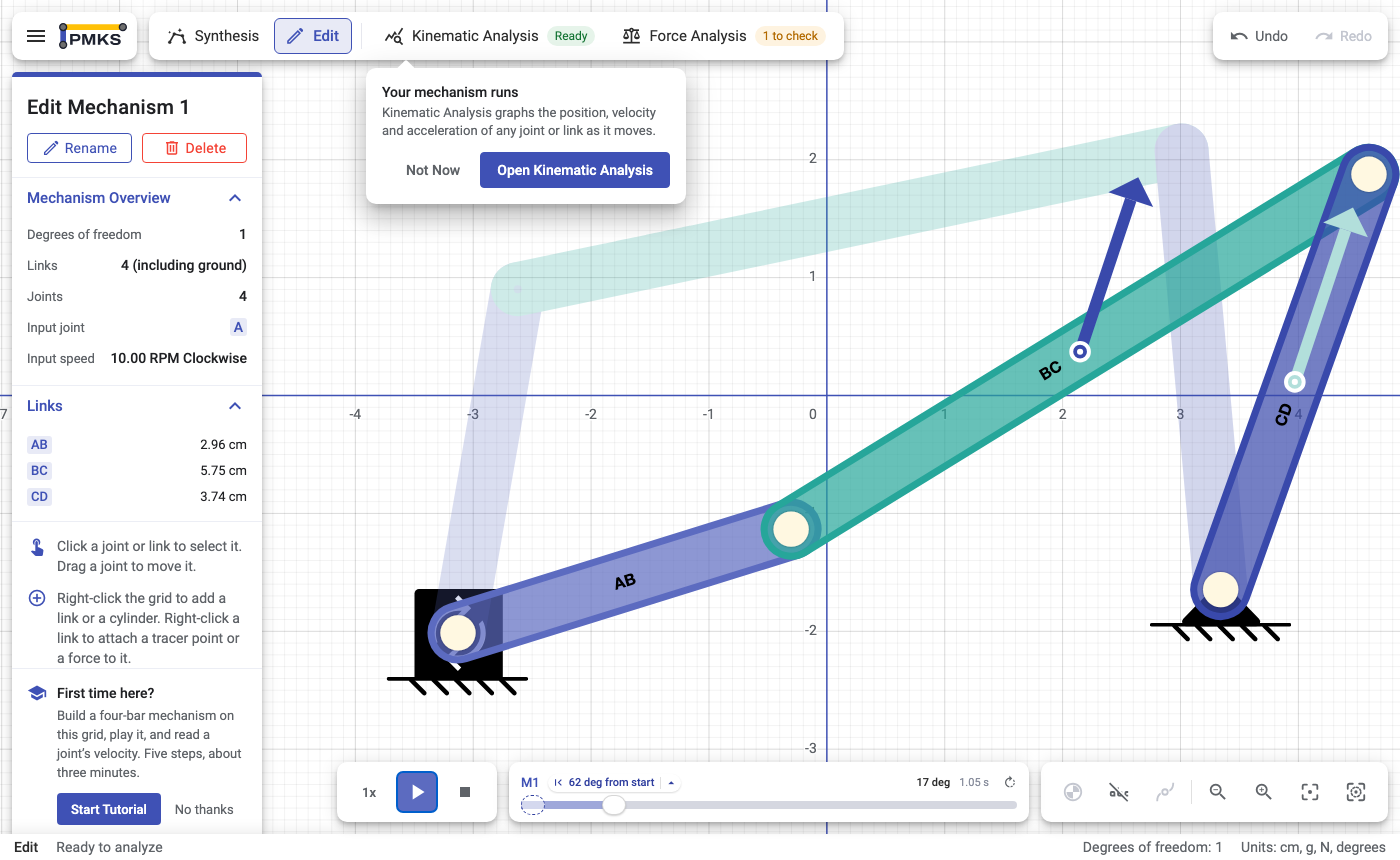 PMKS
Synthesis
Edit
Kinematic Analysis
Ready
Force Analysis
1 to check
Undo
Redo
Edit Mechanism 1
Rename
Delete
Mechanism Overview
Degrees of freedom 1
Links 4 (including ground)
Joints 4
Input joint A
Input speed 10.00 RPM Clockwise
Links
AB 2.96 cm
BC 5.75 cm
CD 3.74 cm
Click a joint or link to select it.
Drag a joint to move it.
Right-click the grid to add a
link or a cylinder. Right-click a
link to attach a tracer point or
a force to it.
First time here?
Build a four-bar mechanism on
this grid, play it, and read a
joint's velocity. Five steps, about
three minutes.
Start Tutorial
No thanks
Your mechanism runs
Kinematic Analysis graphs the position, velocity
and acceleration of any joint or link as it moves.
Not Now
Open Kinematic Analysis
2
1
7 -4 -3 -2 -1 0 1 2 3 4
-2
-3
BC
CD
AB
1x
M1
62 deg from start
17 deg
1.05 s
Edit
Ready to analyze
Degrees of freedom: 1
Units: cm, g, N, degrees